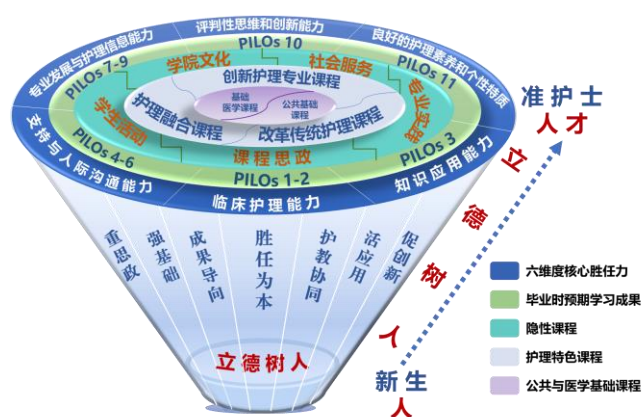 专业发展与护理信息能力
评判性思维和创新能力
良好的护理素养和个性特质
PILOs 7-9
PILOs 10
PILOs 11
学院文化
社会服务
创新护理专业课程
基础
医学课程
公共基础
课程
学生活动
护理融合课程
改革传统护理课程
专业实践
课程思政
PILOs 4-6
PILOs 1-2
PILOs 3
支持与人际沟通能力
临床护理能力
知识应用能力
重思政
强基础
成果导向
胜任为本
护教协同
活应用
促创新
立德树人
准护士
人才
立德树人
新生
人
六维度核心胜任力
毕业时预期学习成果
隐性课程
护理特色课程
公共与医学基础课程